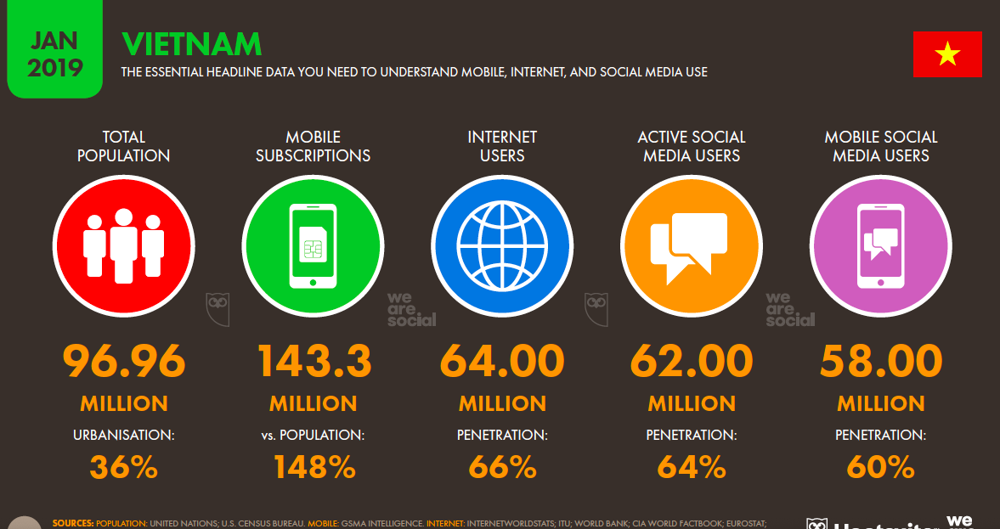 JAN
2019
VIETNAM
THE ESSENTIAL HEADLINE DATA YOU NEED TO UNDERSTAND MOBILE, INTERNET, AND SOCIAL MEDIA USE
TOTAL
POPULATION
MOBILE
SUBSCRIPTIONS
INTERNET
USERS
ACTIVE SOCIAL
MEDIA USERS
MOBILE SOCIAL
MEDIA USERS
we
are
social
we
are
social
96.96
MILLION
URBANISATION:
36%
143.3
MILLION
vs. POPULATION:
148%
64.00
MILLION
PENETRATION:
66%
62.00
MILLION
PENETRATION:
64%
58.00
MILLION
PENETRATION:
60%
SOURCES: POPULATION: UNITED NATIONS; U.S. CENSUS BUREAU. MOBILE: GSMA INTELLIGENCE. INTERNET: INTERNETWORLDSTATS; ITU; WORLD BANK; CIA WORLD FACTBOOK; EUROSTAT;
we